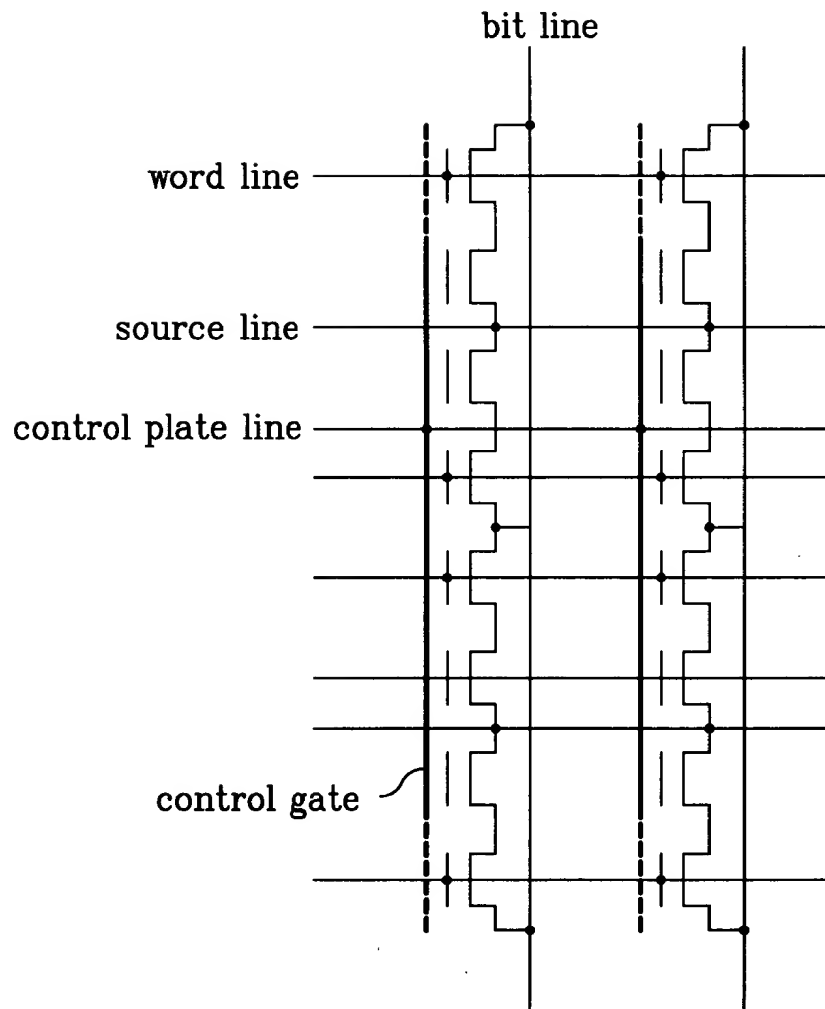 bit line
word line
source line
control plate line
control gate